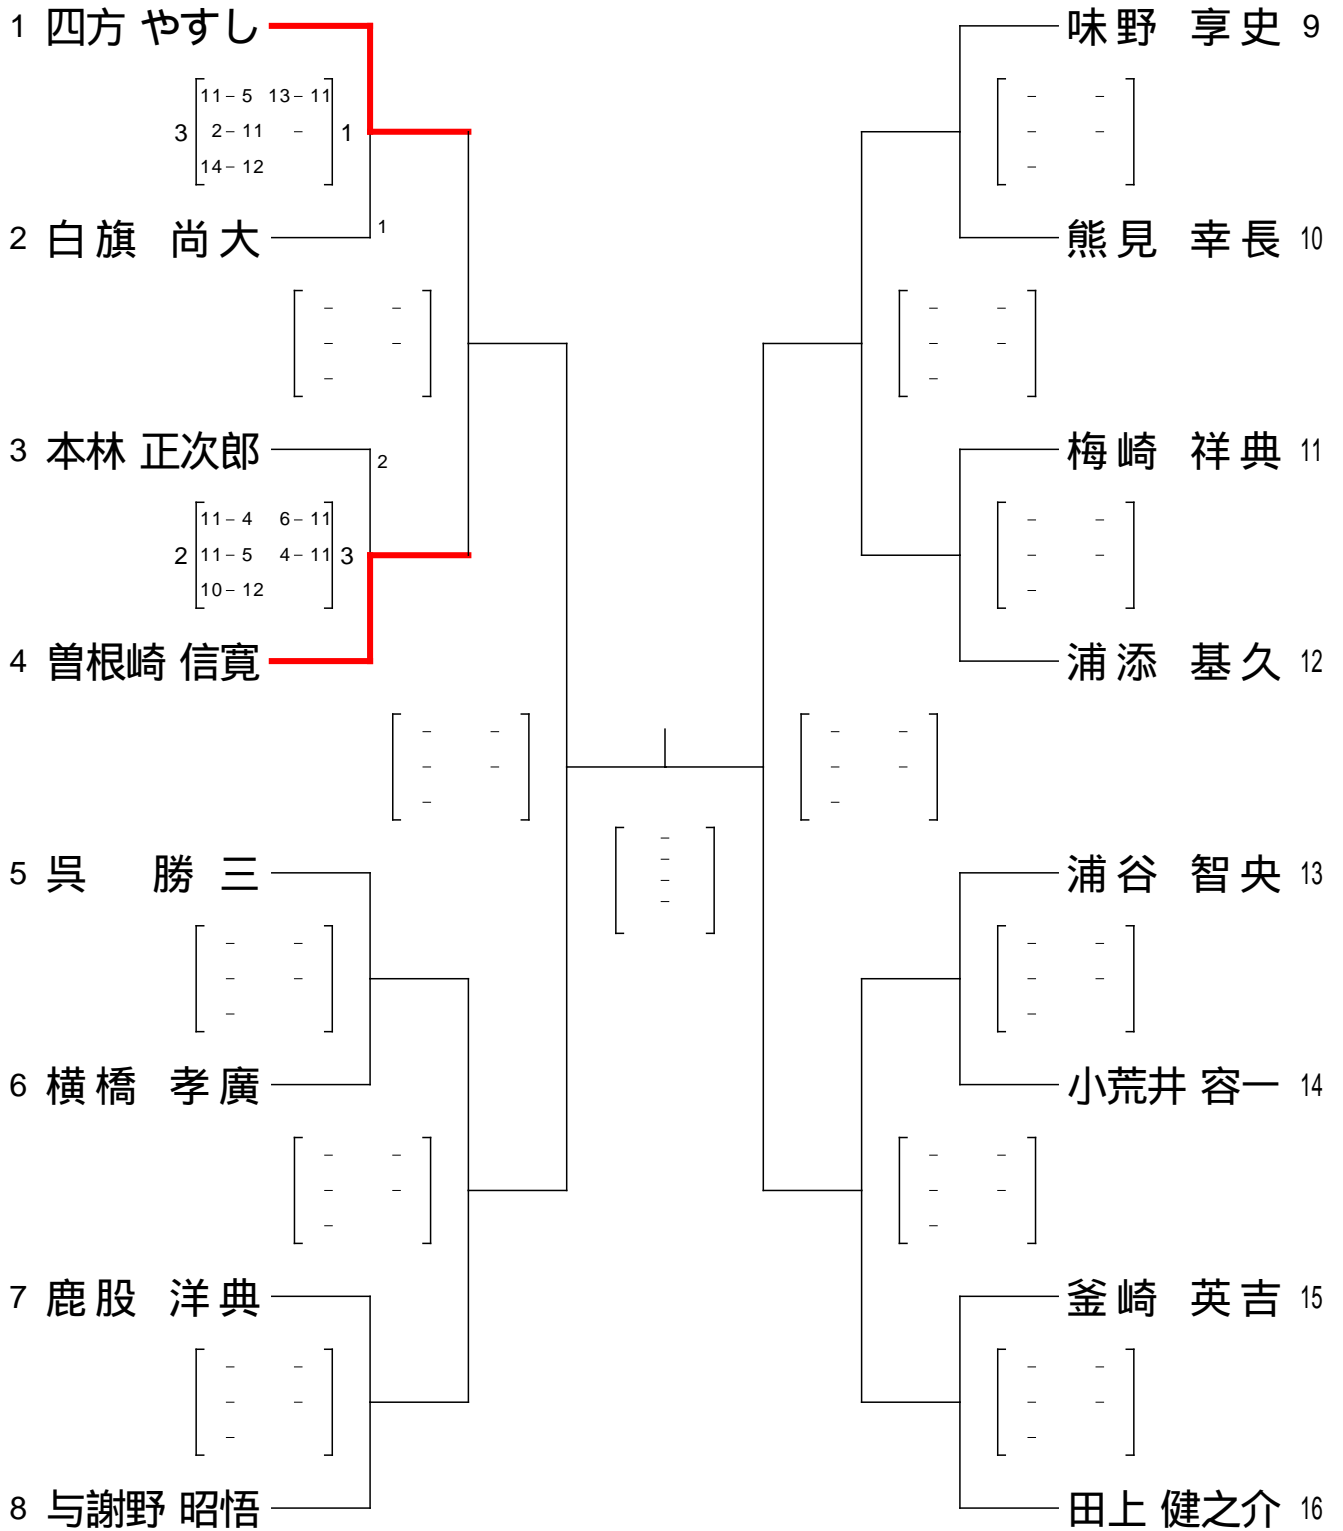 1 四方 やすし
11－5 13－11
3 2－11 － 1
14－12
2 白旗 尚大 1
－ －
－ －
－
3 本林 正次郎 2
11－4 6－11
2 11－5 4－11 3
10－12
4 曽根崎 信寛
－ －
－ －
－
5 呉 勝三
－ －
－ －
－
6 横橋 孝廣
－ －
－ －
－
7 鹿股 洋典
－ －
－ －
－
8 与謝野 昭悟
－
－
－
－
味野 享史 9
－ －
－ －
－
熊見 幸長 10
－ －
－ －
－
梅崎 祥典 11
－ －
－ －
－
浦添 基久 12
－ －
－ －
－
浦谷 智央 13
－ －
－ －
－
小荒井 容一 14
－ －
－ －
－
釜崎 英吉 15
－ －
－ －
－
田上 健之介 16